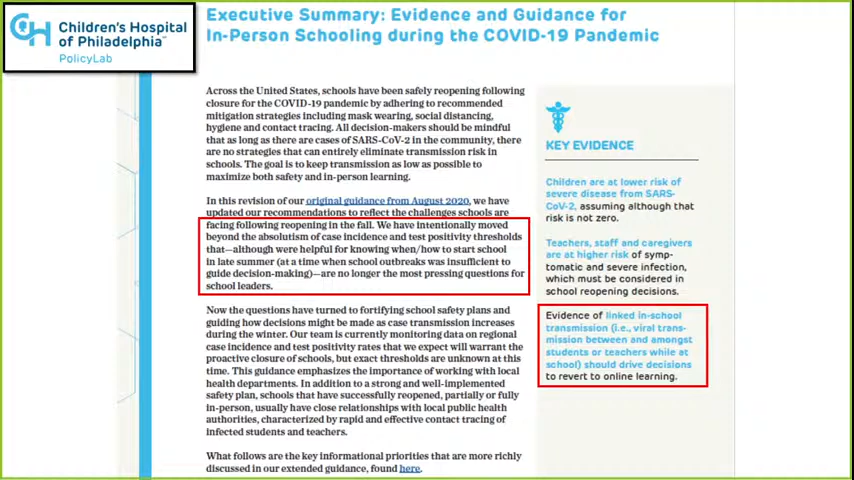 Children's Hospital
of Philadelphia™
PolicyLab
Executive Summary: Evidence and Guidance for
In-Person Schooling during the COVID-19 Pandemic
Across the United States, schools have been safely reopening following
closure for the COVID-19 pandemic by adhering to recommended
mitigation strategies including mask wearing, social distancing,
hygiene and contact tracing. All decision-makers should be mindful
that as long as there are cases of SARS-CoV-2 in the community, there
are no strategies that can entirely eliminate transmission risk in
schools. The goal is to keep transmission as low as possible to
maximize both safety and in-person learning.
In this revision of our original guidance from August 2020, we have
updated our recommendations to reflect the challenges schools are
facing following reopening in the fall. We have intentionally moved
beyond the absolutism of case incidence and test positivity thresholds
that—although were helpful for knowing when/how to start school
in late summer (at a time when school outbreaks was insufficient to
guide decision-making)—are no longer the most pressing questions for
school leaders.
Now the questions have turned to fortifying school safety plans and
guiding how decisions might be made as case transmission increases
during the winter. Our team is currently monitoring data on regional
case incidence and test positivity rates that we expect will warrant the
proactive closure of schools, but exact thresholds are unknown at this
time. This guidance emphasizes the importance of working with local
health departments. In addition to a strong and well-implemented
safety plan, schools that have successfully reopened, partially or fully
in-person, usually have close relationships with local public health
authorities, characterized by rapid and effective contact tracing of
infected students and teachers.
What follows are the key informational priorities that are more richly
discussed in our extended guidance, found here.
KEY EVIDENCE
Children are at lower risk of
severe disease from SARS-
CoV-2, assuming although that
risk is not zero.
Teachers, staff and caregivers
are at higher risk of symp-
tomatic and severe infection,
which must be considered in
school reopening decisions.
Evidence of linked in-school
transmission (i.e., viral trans-
mission between and amongst
students or teachers while at
school) should drive decisions
to revert to online learning.